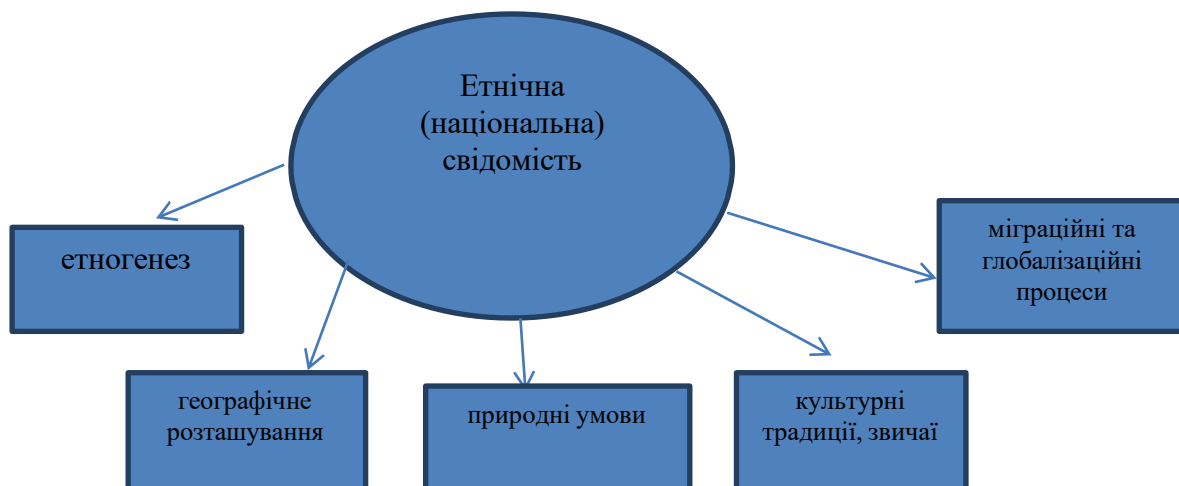 Етнічна
(національна)
свідомість
етногенез
міграційні та
глобалізаційні
процеси
географічне
розташування
природні умови
культурні
традиції, звичаї